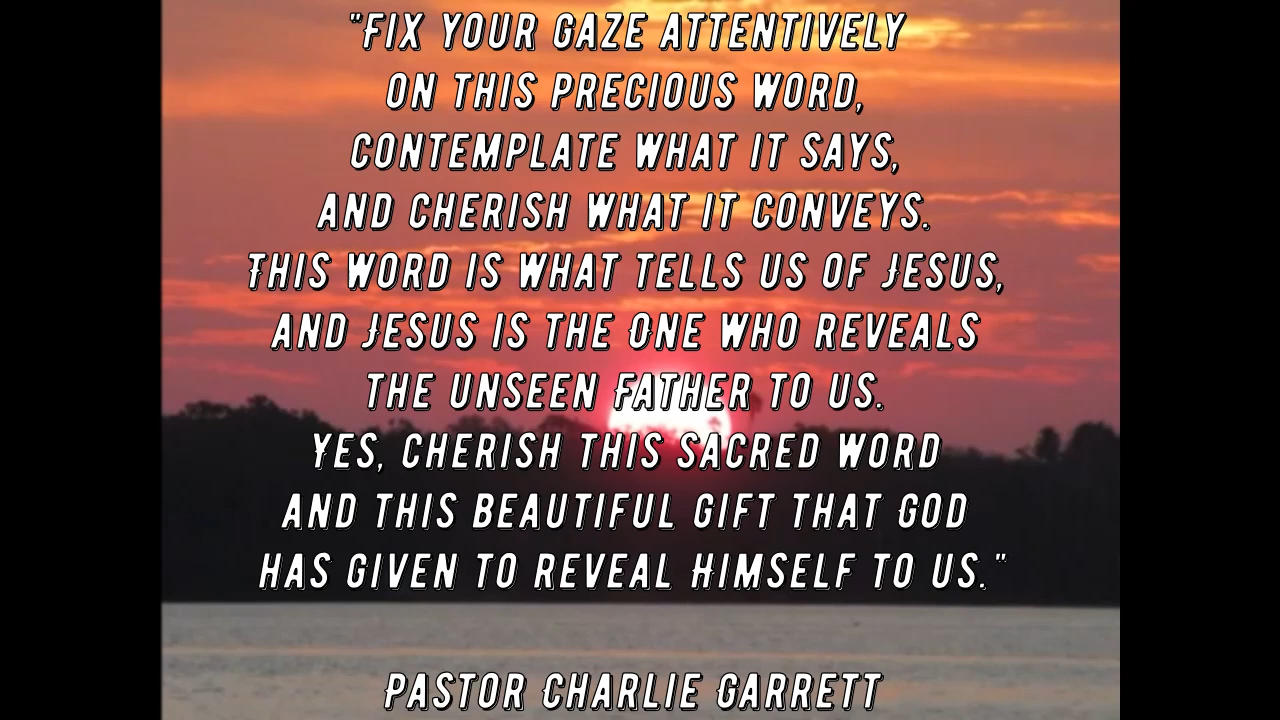 "Fix your gaze attentively
on this precious word,
contemplate what it says,
and cherish what it conveys.
This word is what tells us of Jesus,
and Jesus is the One who reveals
the unseen Father to us.
Yes, cherish this sacred word
and this beautiful gift that God
has given to reveal Himself to us."
Pastor Charlie Garrett